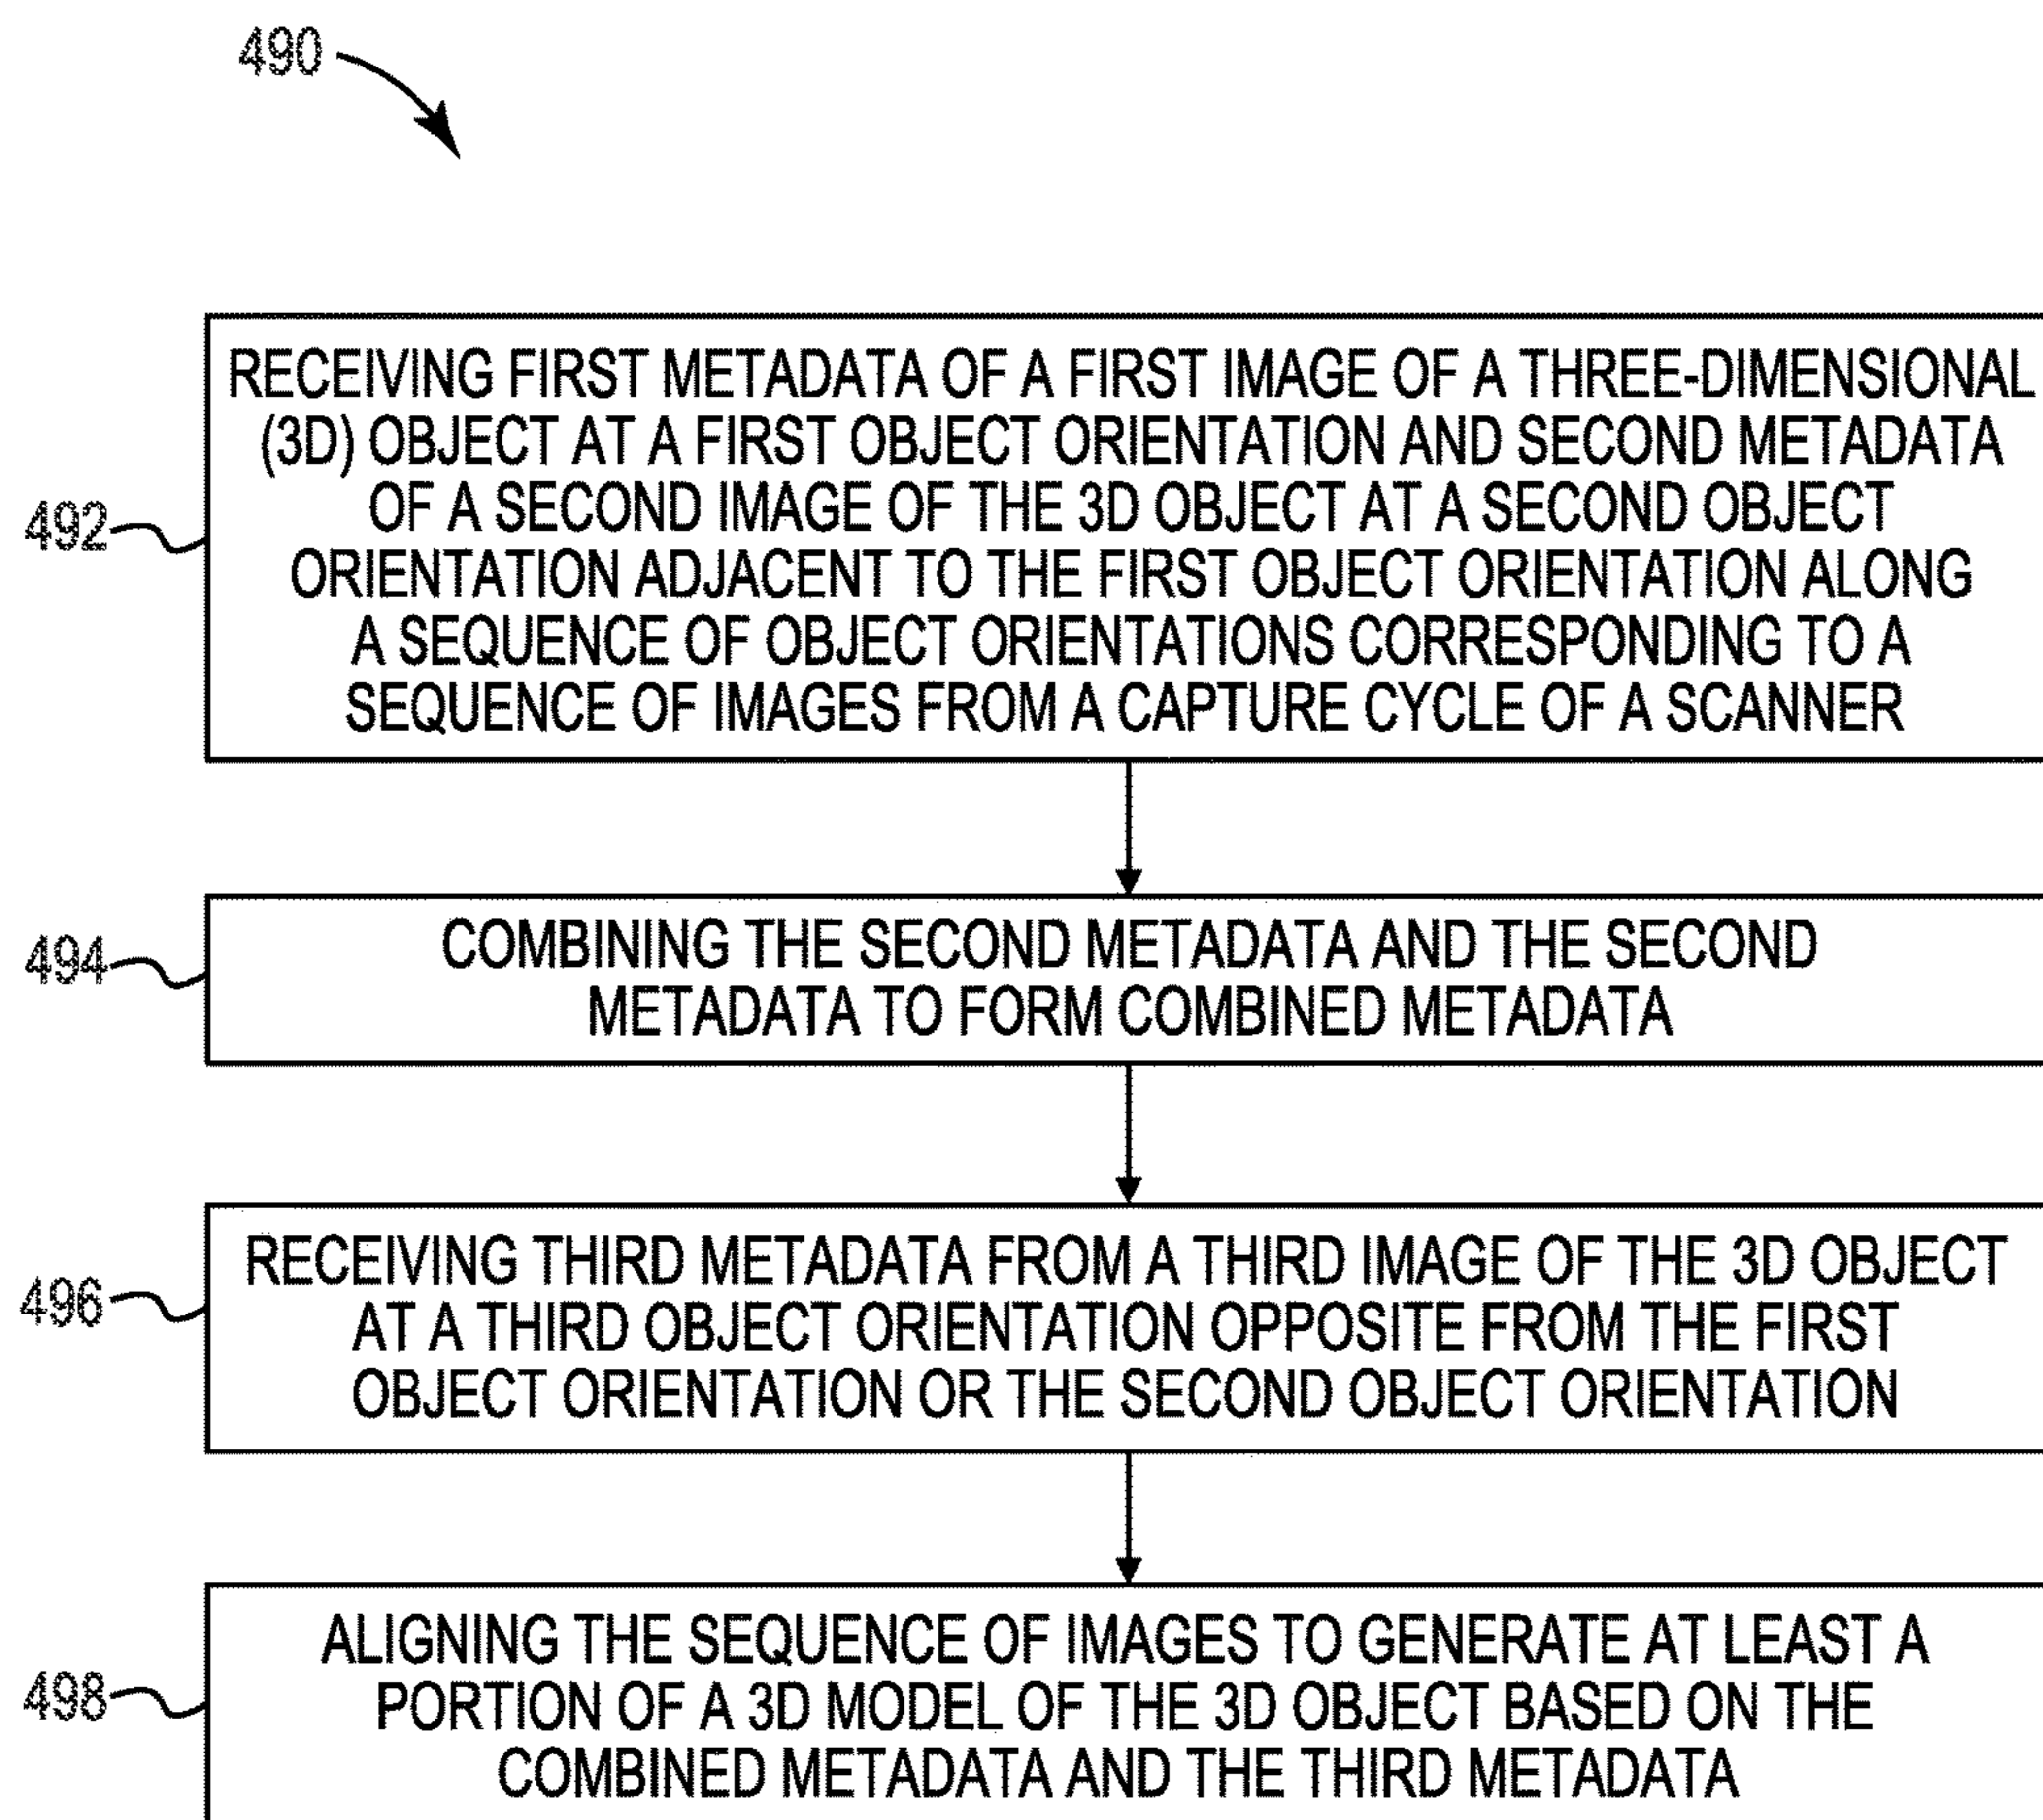 490
RECEIVING FIRST METADATA OF A FIRST IMAGE OF A THREE-DIMENSIONAL
(3D) OBJECT AT A FIRST OBJECT ORIENTATION AND SECOND METADATA
OF A SECOND IMAGE OF THE 3D OBJECT AT A SECOND OBJECT
492
ORIENTATION ADJACENT TO THE FIRST OBJECT ORIENTATION ALONG
A SEQUENCE OF OBJECT ORIENTATIONS CORRESPONDING TO A
SEQUENCE OF IMAGES FROM A CAPTURE CYCLE OF A SCANNER
494
COMBINING THE SECOND METADATA AND THE SECOND
METADATA TO FORM COMBINED METADATA
496
RECEIVING THIRD METADATA FROM A THIRD IMAGE OF THE 3D OBJECT
AT A THIRD OBJECT ORIENTATION OPPOSITE FROM THE FIRST
OBJECT ORIENTATION OR THE SECOND OBJECT ORIENTATION
498
ALIGNING THE SEQUENCE OF IMAGES TO GENERATE AT LEAST A
PORTION OF A 3D MODEL OF THE 3D OBJECT BASED ON THE
COMBINED METADATA AND THE THIRD METADATA